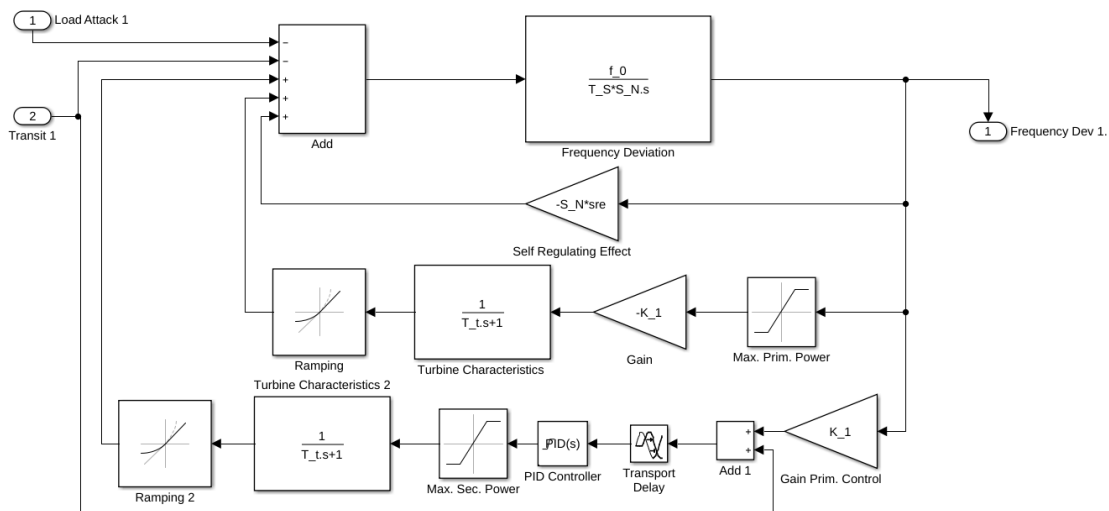 1
Load Attack 1
−
−
+
+
+
Add
f_0
T_S*S_N.s
Frequency Deviation
1
Frequency Dev 1.
2
Transit 1
-S_N*sre
Self Regulating Effect
Ramping
1
T_t.s+1
Turbine Characteristics
-K_1
Gain
Max. Prim. Power
Turbine Characteristics 2
Ramping 2
1
T_t.s+1
Max. Sec. Power
PID(s)
PID Controller
Transport
Delay
+
+
Add 1
K_1
Gain Prim. Control